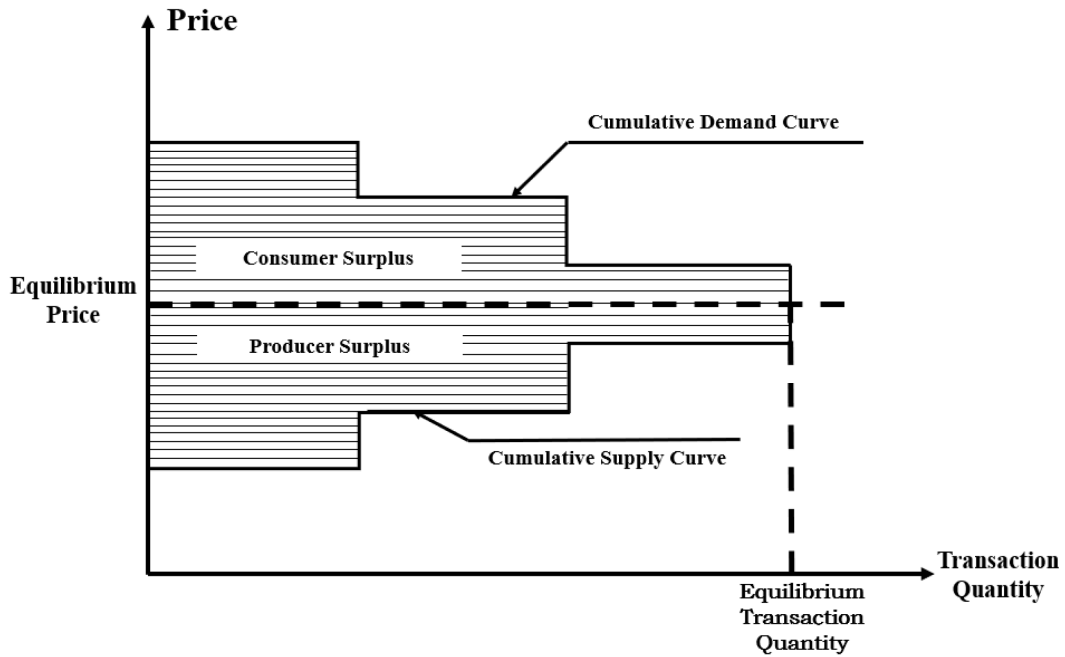 Price
Cumulative Demand Curve
Consumer Surplus
Equilibrium
Price
Producer Surplus
Cumulative Supply Curve
Transaction
Quantity
Equilibrium
Transaction
Quantity